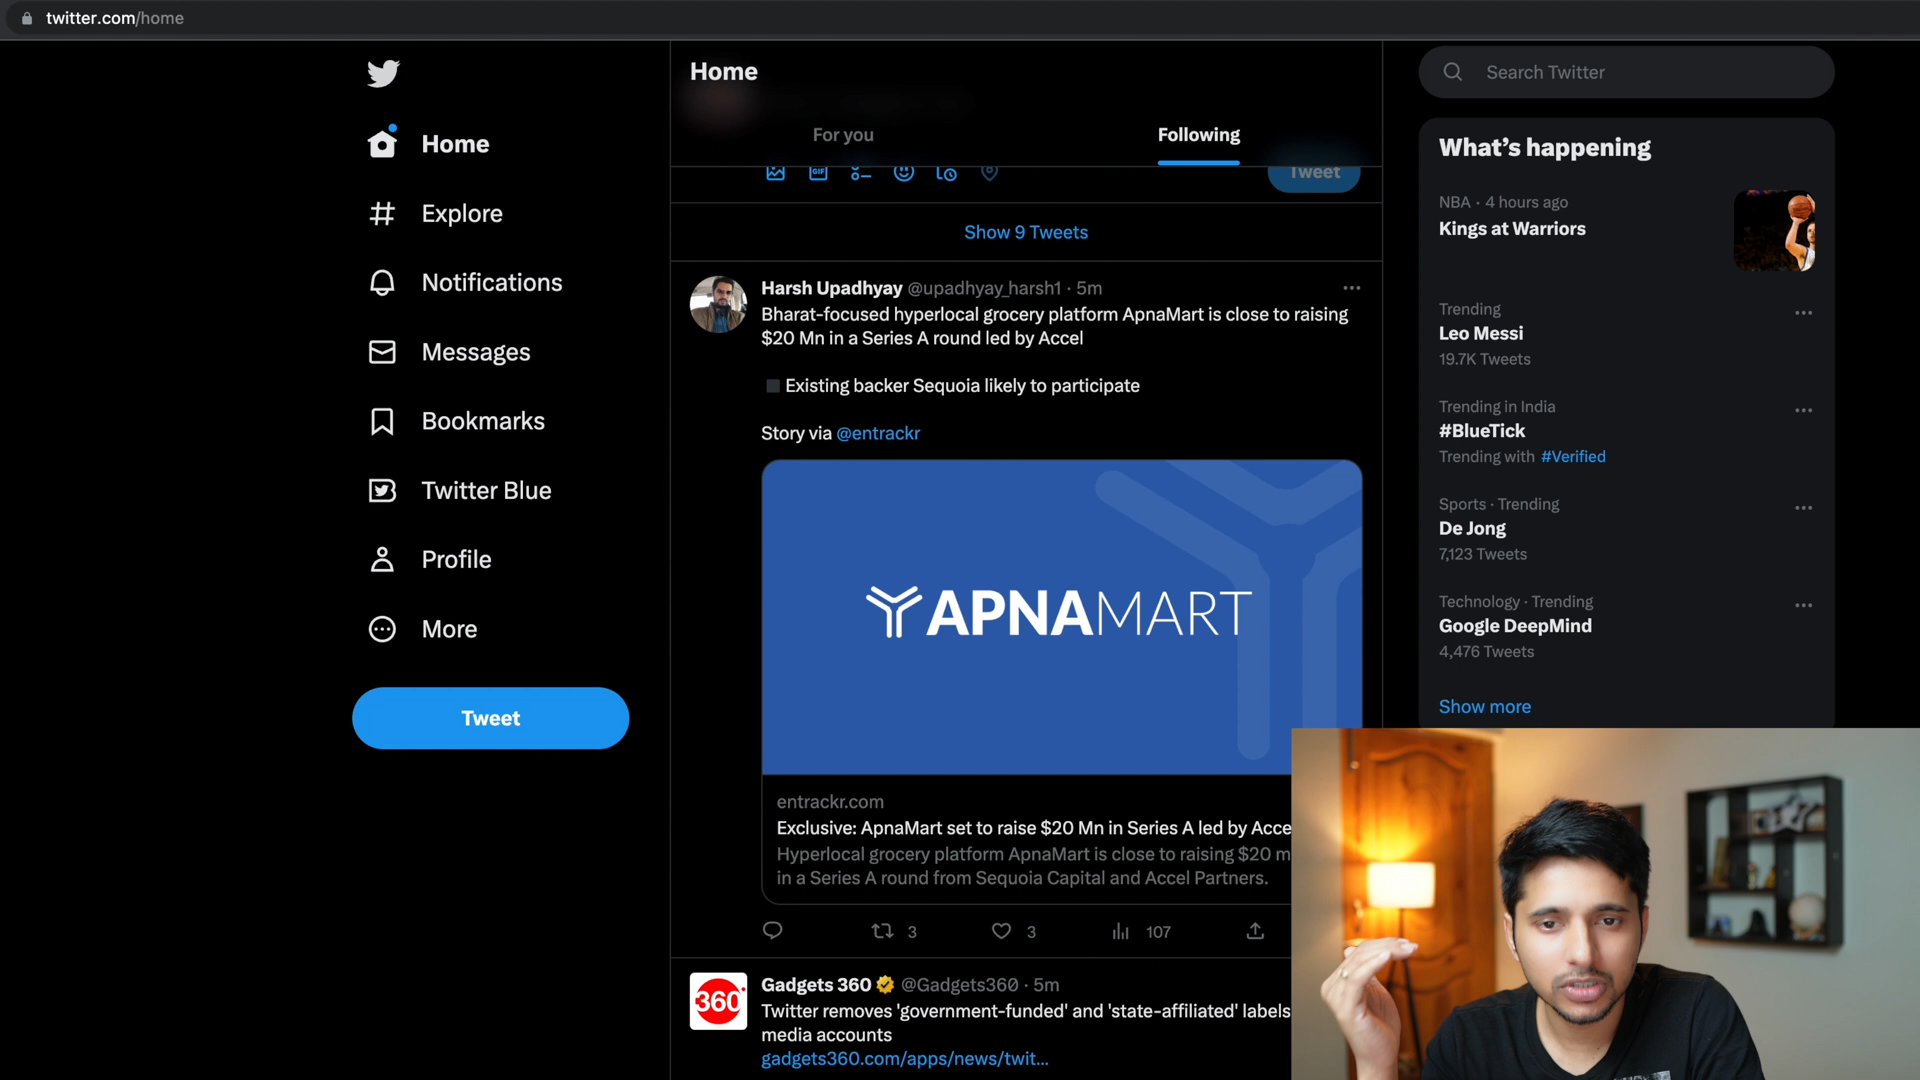 twitter.com/home
Home
Explore
Notifications
Messages
Bookmarks
Twitter Blue
Profile
More
Tweet
Home
For you
Following
GIF
Tweet
Show 9 Tweets
Harsh Upadhyay @upadhyay_harsh1 · 5m
Bharat-focused hyperlocal grocery platform ApnaMart is close to raising
$20 Mn in a Series A round led by Accel
Existing backer Sequoia likely to participate
Story via @entrackr
APNAMART
entrackr.com
Exclusive: ApnaMart set to raise $20 Mn in Series A led by Acce
Hyperlocal grocery platform ApnaMart is close to raising $20 m
in a Series A round from Sequoia Capital and Accel Partners.
3
3
107
360
Gadgets 360 @Gadgets360 · 5m
Twitter removes 'government-funded' and 'state-affiliated' labels
media accounts
gadgets360.com/apps/news/twit...
Search Twitter
What's happening
NBA · 4 hours ago
Kings at Warriors
Trending
Leo Messi
19.7K Tweets
Trending in India
#BlueTick
Trending with #Verified
Sports · Trending
De Jong
7,123 Tweets
Technology · Trending
Google DeepMind
4,476 Tweets
Show more